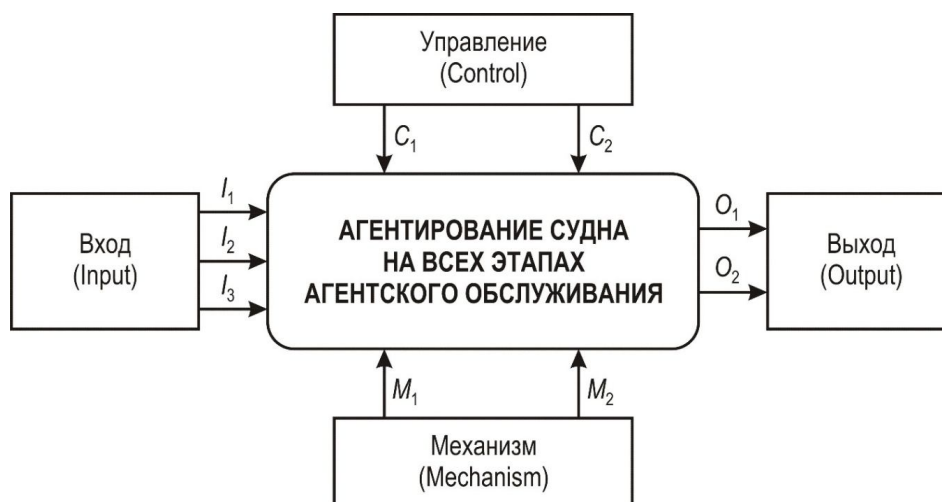 Управление
(Control)
C1
C2
I1
I2
I3
Вход
(Input)
АГЕНТИРОВАНИЕ СУДНА
НА ВСЕХ ЭТАПАХ
АГЕНТСКОГО ОБСЛУЖИВАНИЯ
O1
O2
Выход
(Output)
M1
M2
Механизм
(Mechanism)